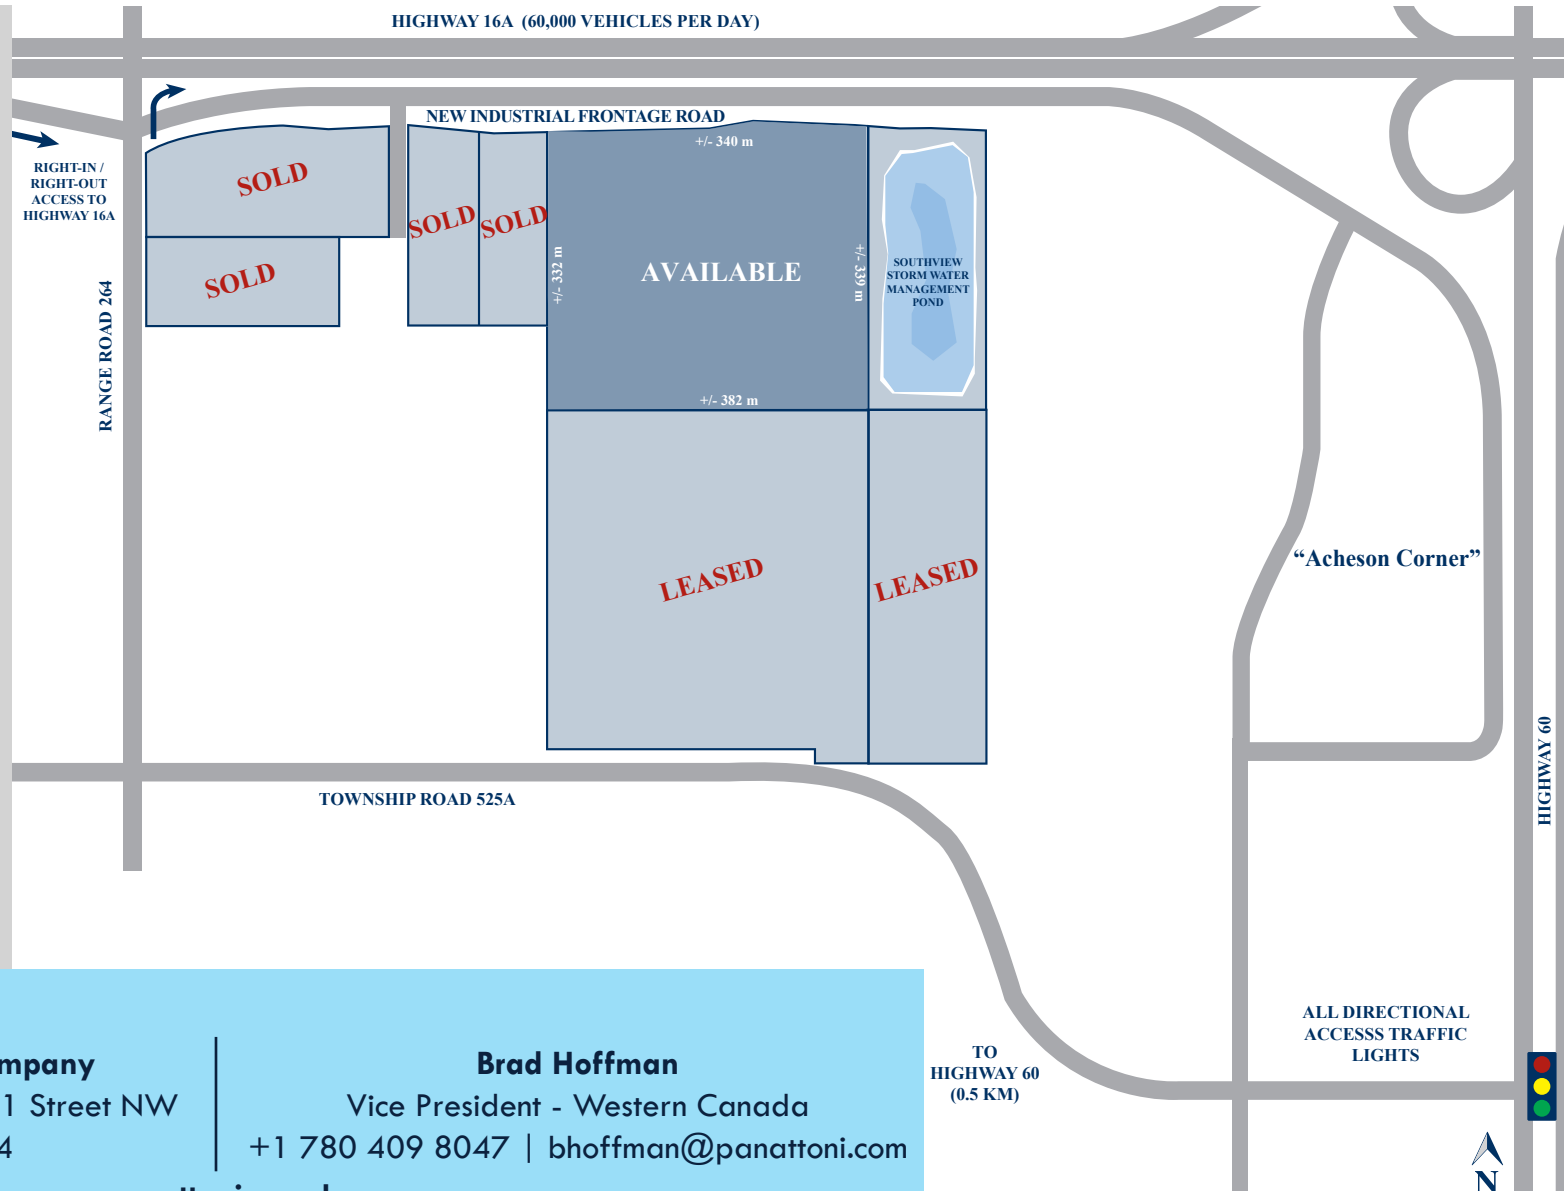 HIGHWAY 16A (60,000 VEHICLES PER DAY)
NEW INDUSTRIAL FRONTAGE ROAD
RIGHT-IN /
RIGHT-OUT
ACCESS TO
HIGHWAY 16A
RANGE ROAD 264
SOLD
SOLD
SOLD
SOLD
+/- 340 m
+/- 332 m
AVAILABLE
+/- 339 m
+/- 382 m
SOUTHVIEW
STORM WATER
MANAGEMENT
POND
LEASED
LEASED
“Acheson Corner”
HIGHWAY 60
TOWNSHIP ROAD 525A
TO
HIGHWAY 60
(0.5 KM)
ALL DIRECTIONAL
ACCESSS TRAFFIC
LIGHTS
N
mpany
1 Street NW
4
Brad Hoffman
Vice President - Western Canada
+1 780 409 8047 | bhoffman@panattoni.com